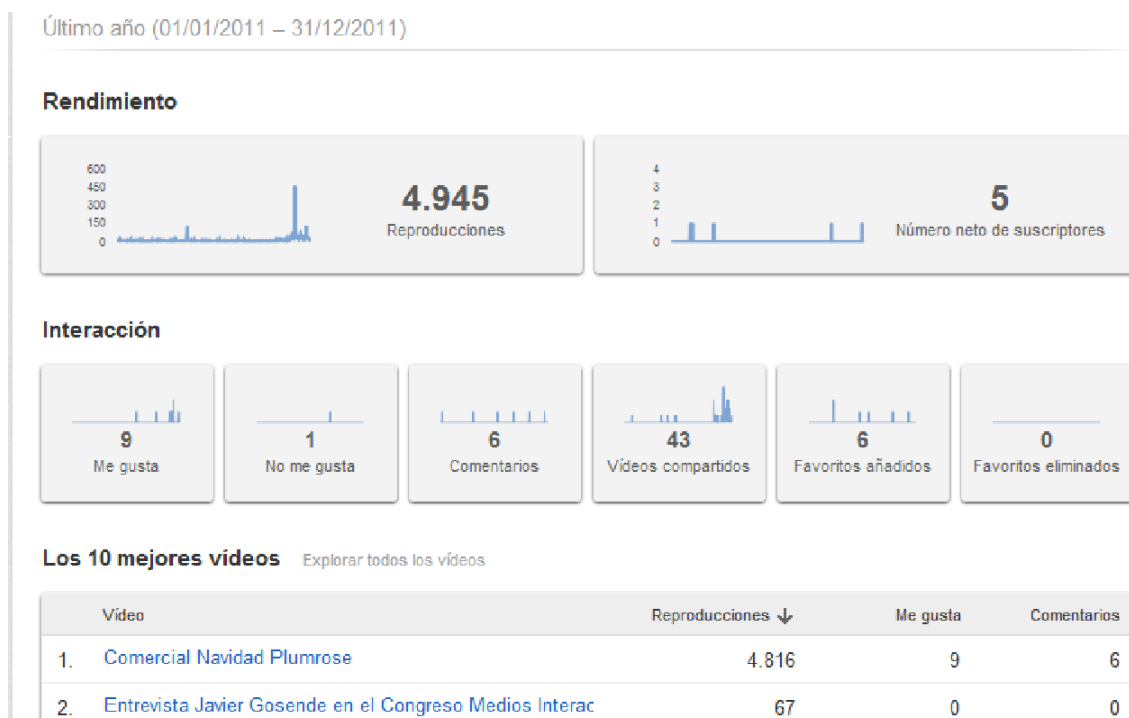 Último año (01/01/2011 – 31/12/2011)
Rendimiento
600
450
300
150
0
4.945
Reproducciones
4
3
2
1
0
5
Número neto de suscriptores
Interacción
9
Me gusta
1
No me gusta
6
Comentarios
43
Vídeos compartidos
6
Favoritos añadidos
0
Favoritos eliminados
Los 10 mejores vídeos Explorar todos los vídeos
Vídeo Reproducciones ↓ Me gusta Comentarios
1. Comercial Navidad Plumrose 4.816 9 6
2. Entrevista Javier Gosende en el Congreso Medios Interac 67 0 0